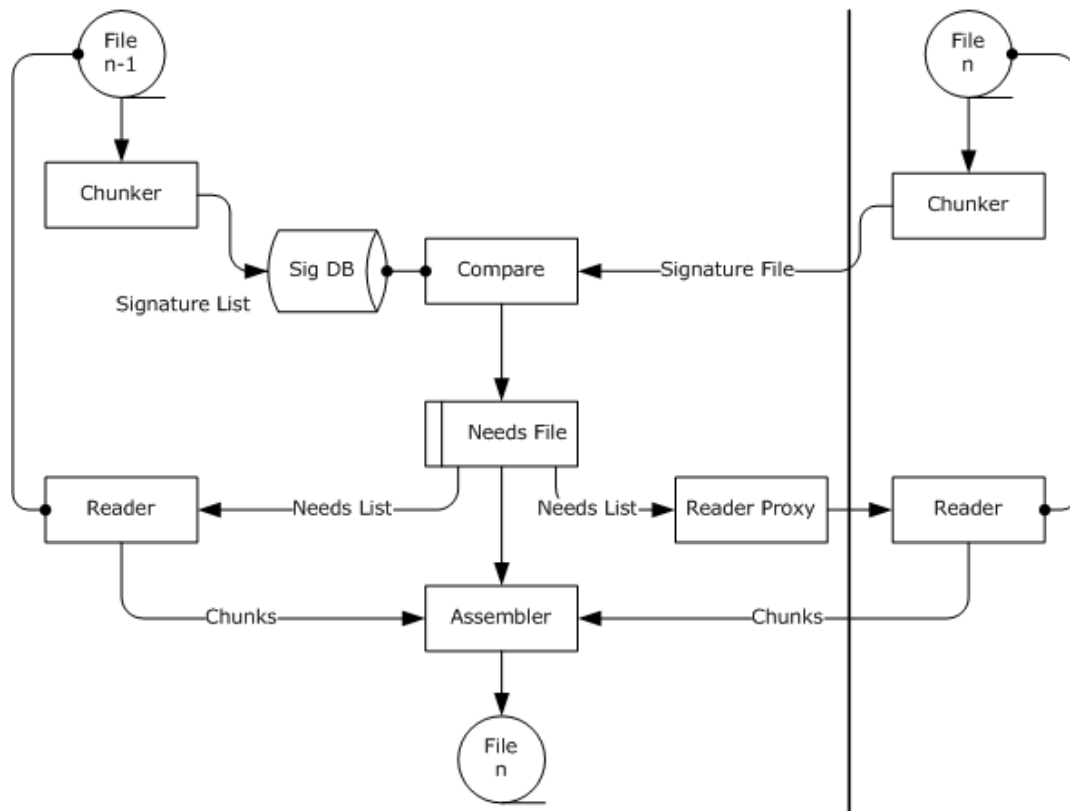 File
n-1
File
n
Chunker
Chunker
Sig DB
Compare
Signature File
Signature List
Needs File
Reader
Needs List
Needs List
Reader Proxy
Reader
Chunks
Assembler
Chunks
File
n